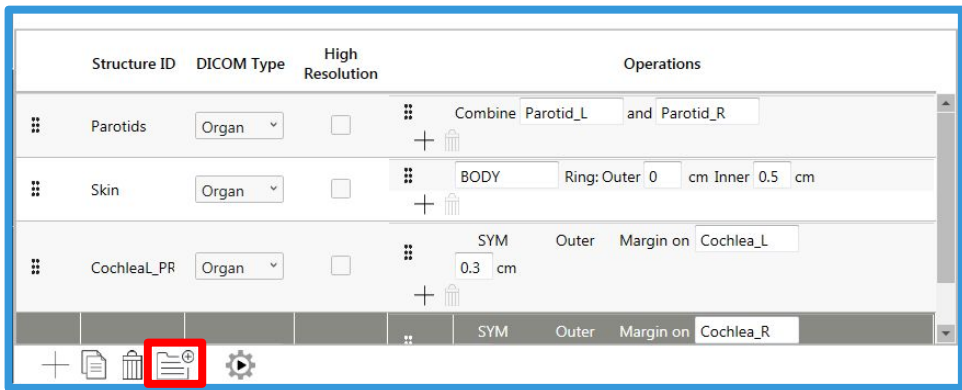 Structure ID DICOM Type High Resolution Operations
Parotids Organ Combine Parotid_L and Parotid_R
Skin Organ BODY Ring: Outer 0 cm Inner 0.5 cm
CochleaL_PR Organ SYM Outer Margin on Cochlea_L
0.3 cm
SYM Outer Margin on Cochlea_R